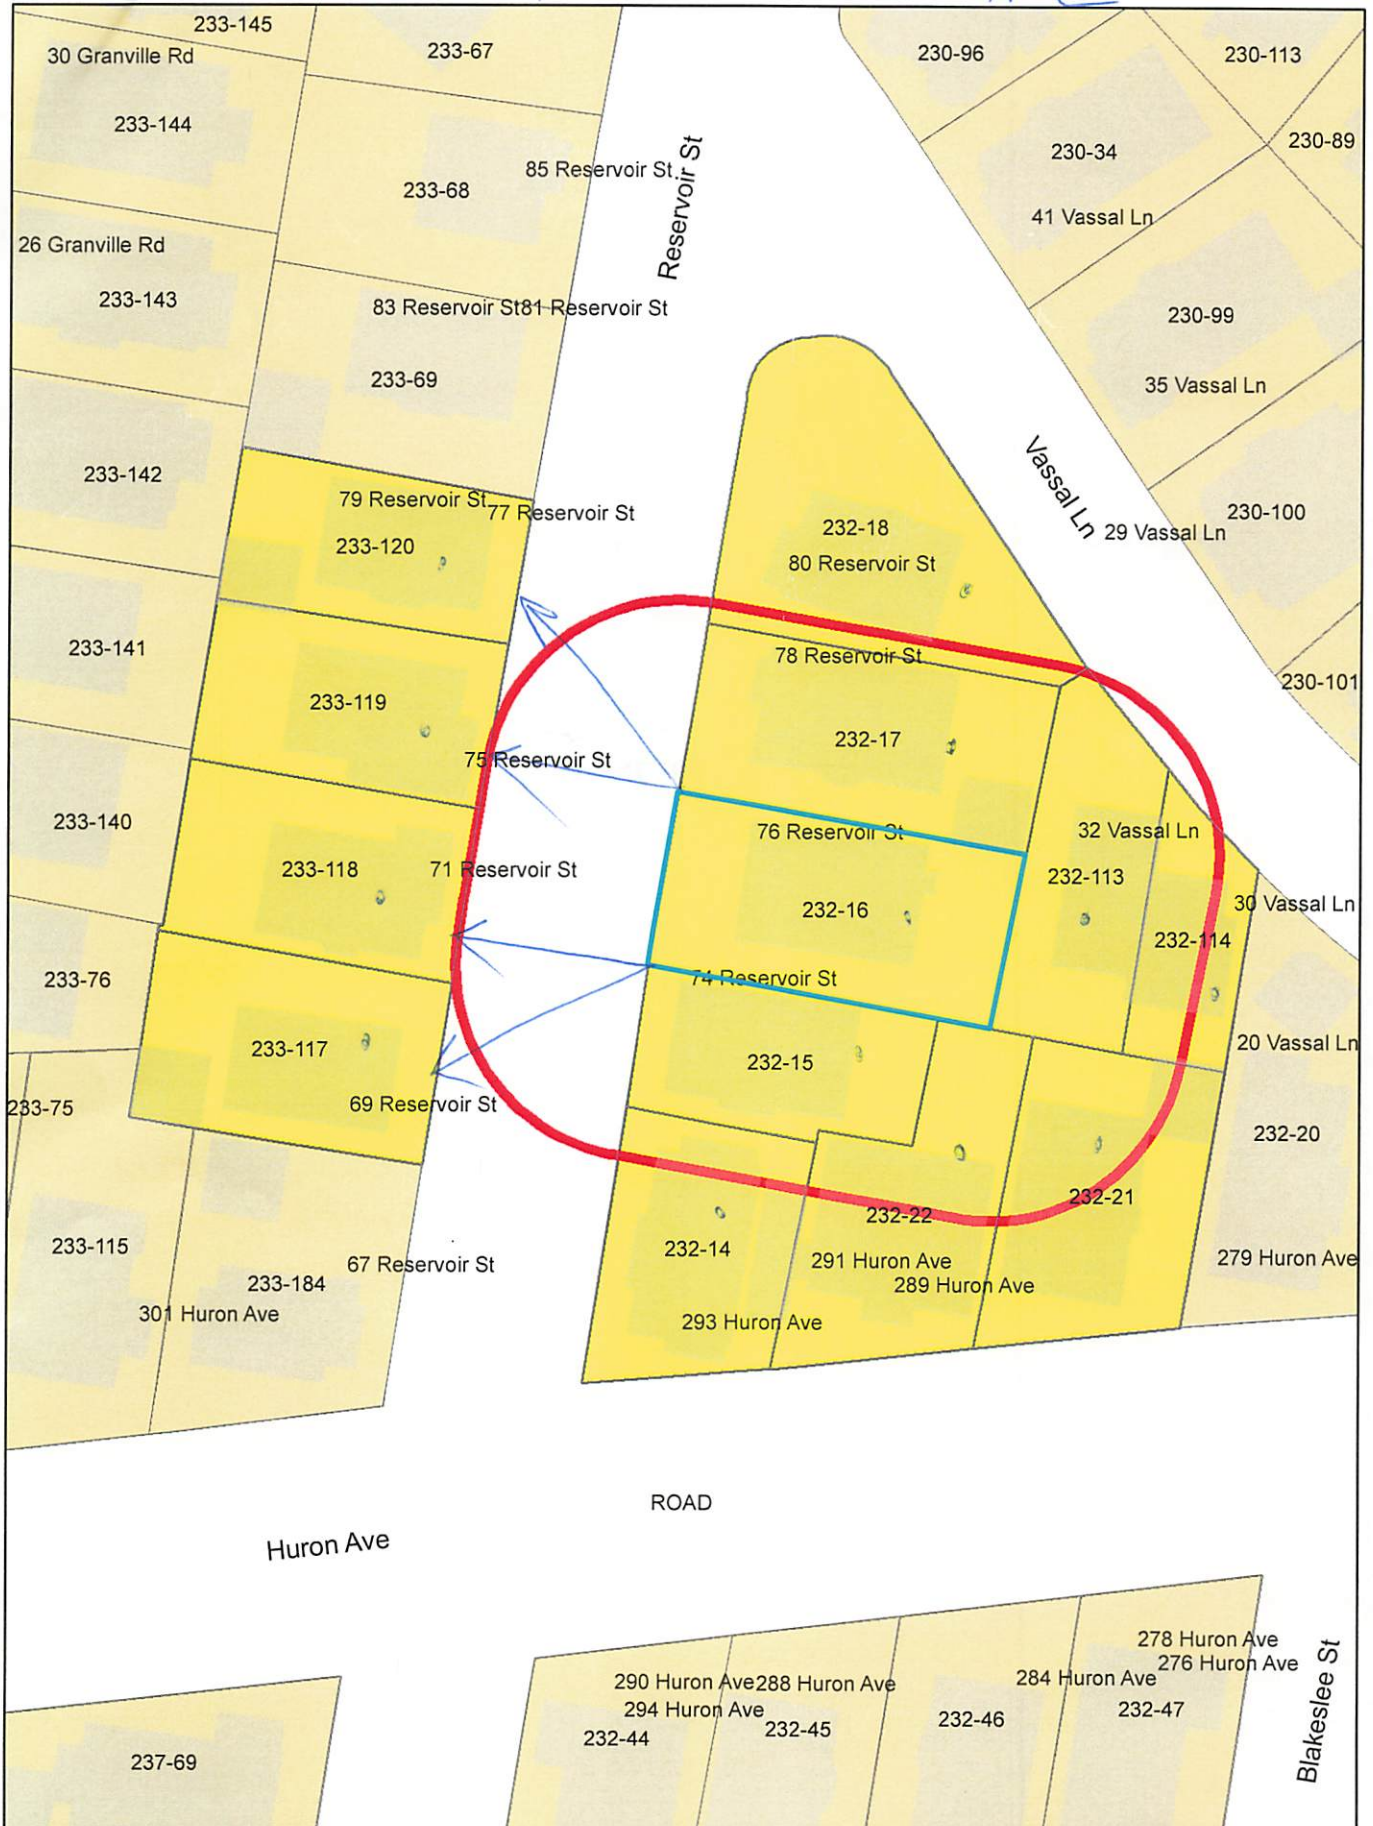 233-145
30 Granville Rd
233-67
230-96
230-113
233-144
230-89
230-34
85 Reservoir St.
233-68
Reservoir St
41 Vassal Ln
26 Granville Rd
233-143
83 Reservoir St
81 Reservoir St
230-99
233-69
35 Vassal Ln
233-142
Vassal Ln
79 Reservoir St
77 Reservoir St
232-18
230-100
29 Vassal Ln
233-120
80 Reservoir St
233-141
78 Reservoir St
230-101
233-119
232-17
75 Reservoir St
233-140
76 Reservoir St
32 Vassal Ln
233-118
71 Reservoir St
232-113
30 Vassal Ln
232-16
232-114
233-76
74 Reservoir St
233-117
20 Vassal Ln
232-15
233-75
69 Reservoir St
232-20
232-21
232-22
233-115
232-14
279 Huron Ave
291 Huron Ave
67 Reservoir St
233-184
289 Huron Ave
301 Huron Ave
293 Huron Ave
ROAD
Huron Ave
278 Huron Ave
276 Huron Ave
290 Huron Ave
288 Huron Ave
284 Huron Ave
294 Huron Ave
232-44
232-45
232-46
232-47
Blakeslee St
237-69